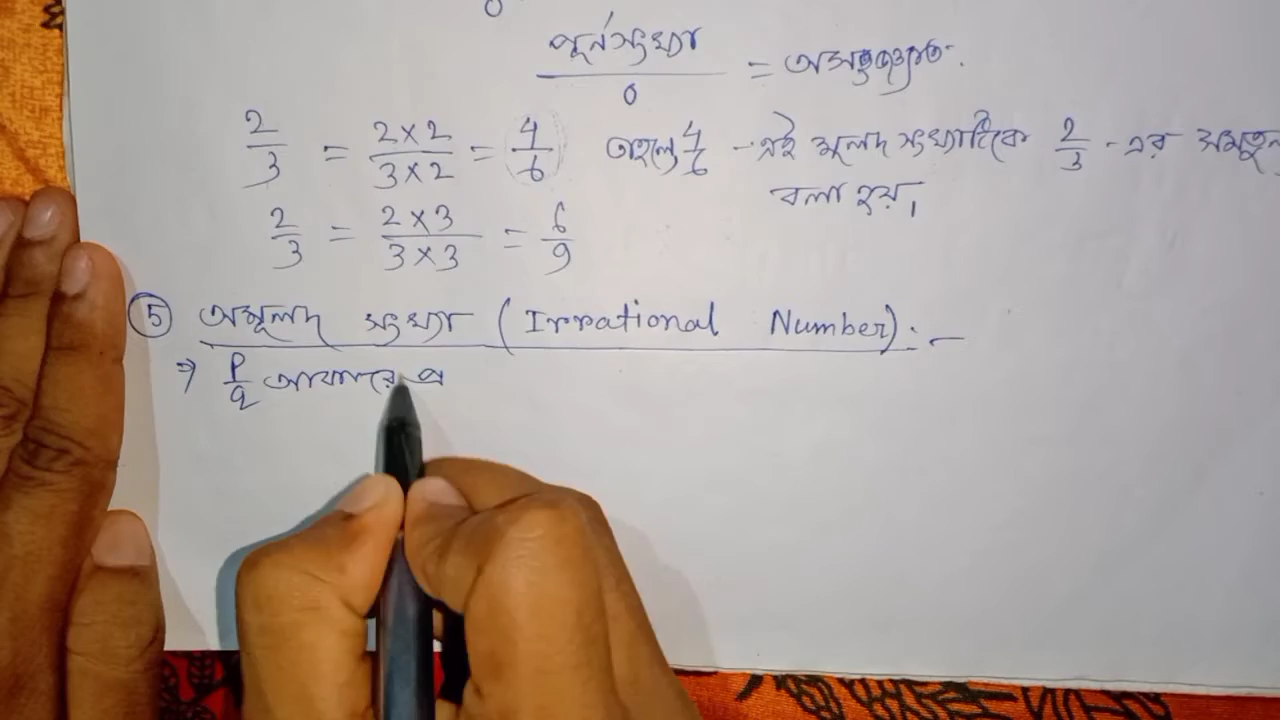 পূর্নসংখ্যা / 0 = অসংজ্ঞাত.
2/3 = 2×2/3×2 = 4/6 তাহলে 4/6 - এই মূলদ সংখ্যাটিকে 2/3 - এর সমতুল
বলা হয়,
2/3 = 2×3/3×3 = 6/9
(5) অমূলদ সংখ্যা (Irrational Number) :-
⇒ p/q আকারে প্র